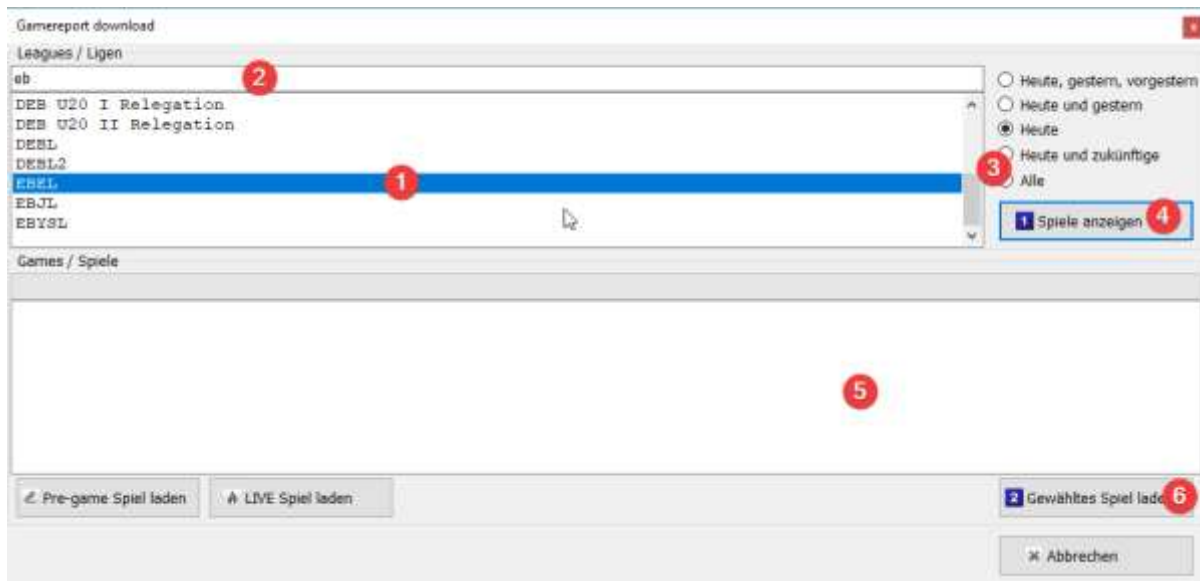 Gamereport download
x
Leagues / Ligen
eb
2
DEB U20 I Relegation
DEB U20 II Relegation
DEBL
DEBL2
EBEL
1
EBJL
EBYSL
Heute, gestern, vorgestern
Heute und gestern
Heute
Heute und zukünftige
3
Alle
1 Spiele anzeigen
4
Games / Spiele
5
Pre-game Spiel laden
LIVE Spiel laden
2 Gewähltes Spiel lade
6
Abbrechen